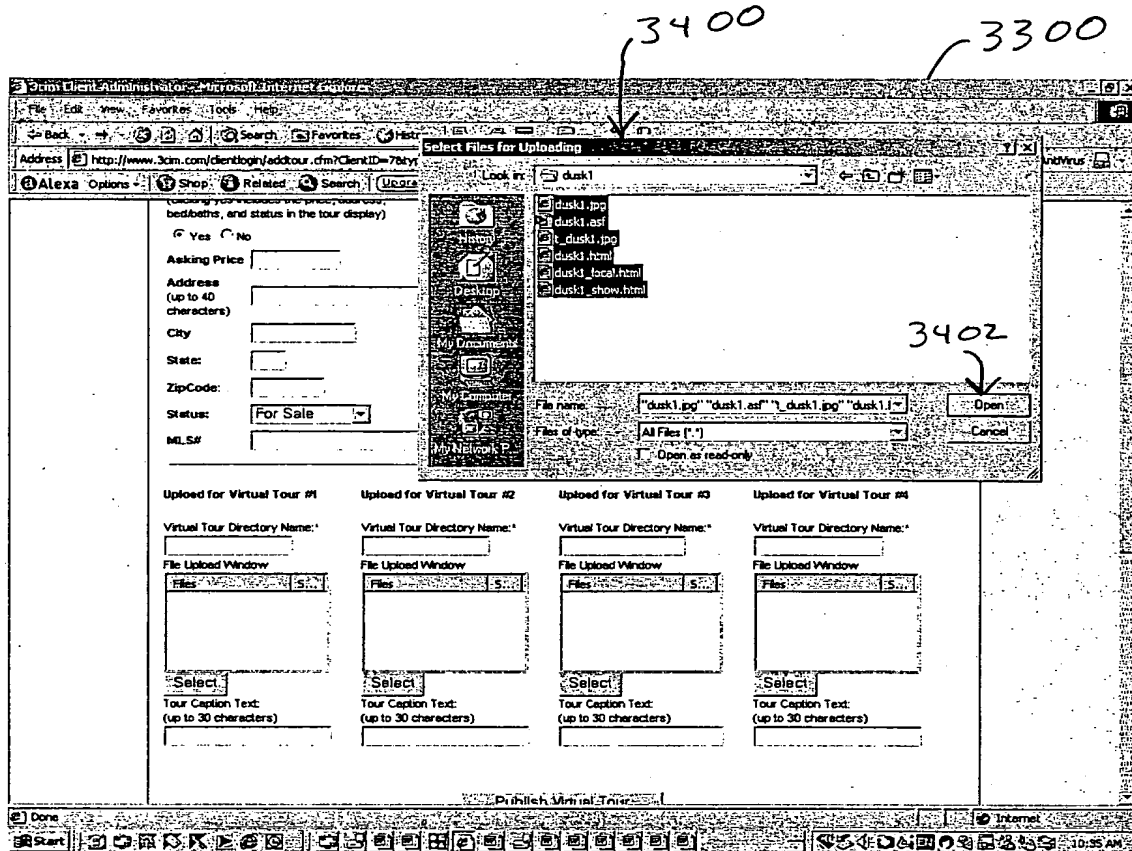 3400
3300
3cim Client Administrator - Microsoft Internet Explorer
File Edit View Favorites Tools Help
Back Search Favorites
Address http://www.3cim.com/clientlogin/addtour.cfm?ClientID=78&ty
Alexa Options Shop Related Search
Select Files for Uploading
Look in: dusk1
dusk1.jpg
dusk1.asf
t_dusk1.jpg
dusk1.html
dusk1_local.html
dusk1_show.html
History
Desktop
My Documents
My Computer
My Network P
3402
File name: "dusk1.jpg" "dusk1.asf" "t_dusk1.jpg" "dusk1.
Open
Files of type: All Files (*.*)
Cancel
Open as read-only
bed/baths, and status in the tour display)
Yes No
Asking Price
Address
(up to 40
characters)
City
State:
ZipCode:
Status: For Sale
MLS#
Upload for Virtual Tour #1 Upload for Virtual Tour #2 Upload for Virtual Tour #3 Upload for Virtual Tour #4
Virtual Tour Directory Name:* Virtual Tour Directory Name:* Virtual Tour Directory Name:* Virtual Tour Directory Name:*
File Upload Window File Upload Window File Upload Window File Upload Window
Files S... Files S... Files S... Files S...
Select Select Select Select
Tour Caption Text: Tour Caption Text: Tour Caption Text: Tour Caption Text:
(up to 30 characters) (up to 30 characters) (up to 30 characters) (up to 30 characters)
Publish Virtual Tour
Done Internet
Start 10:35 AM